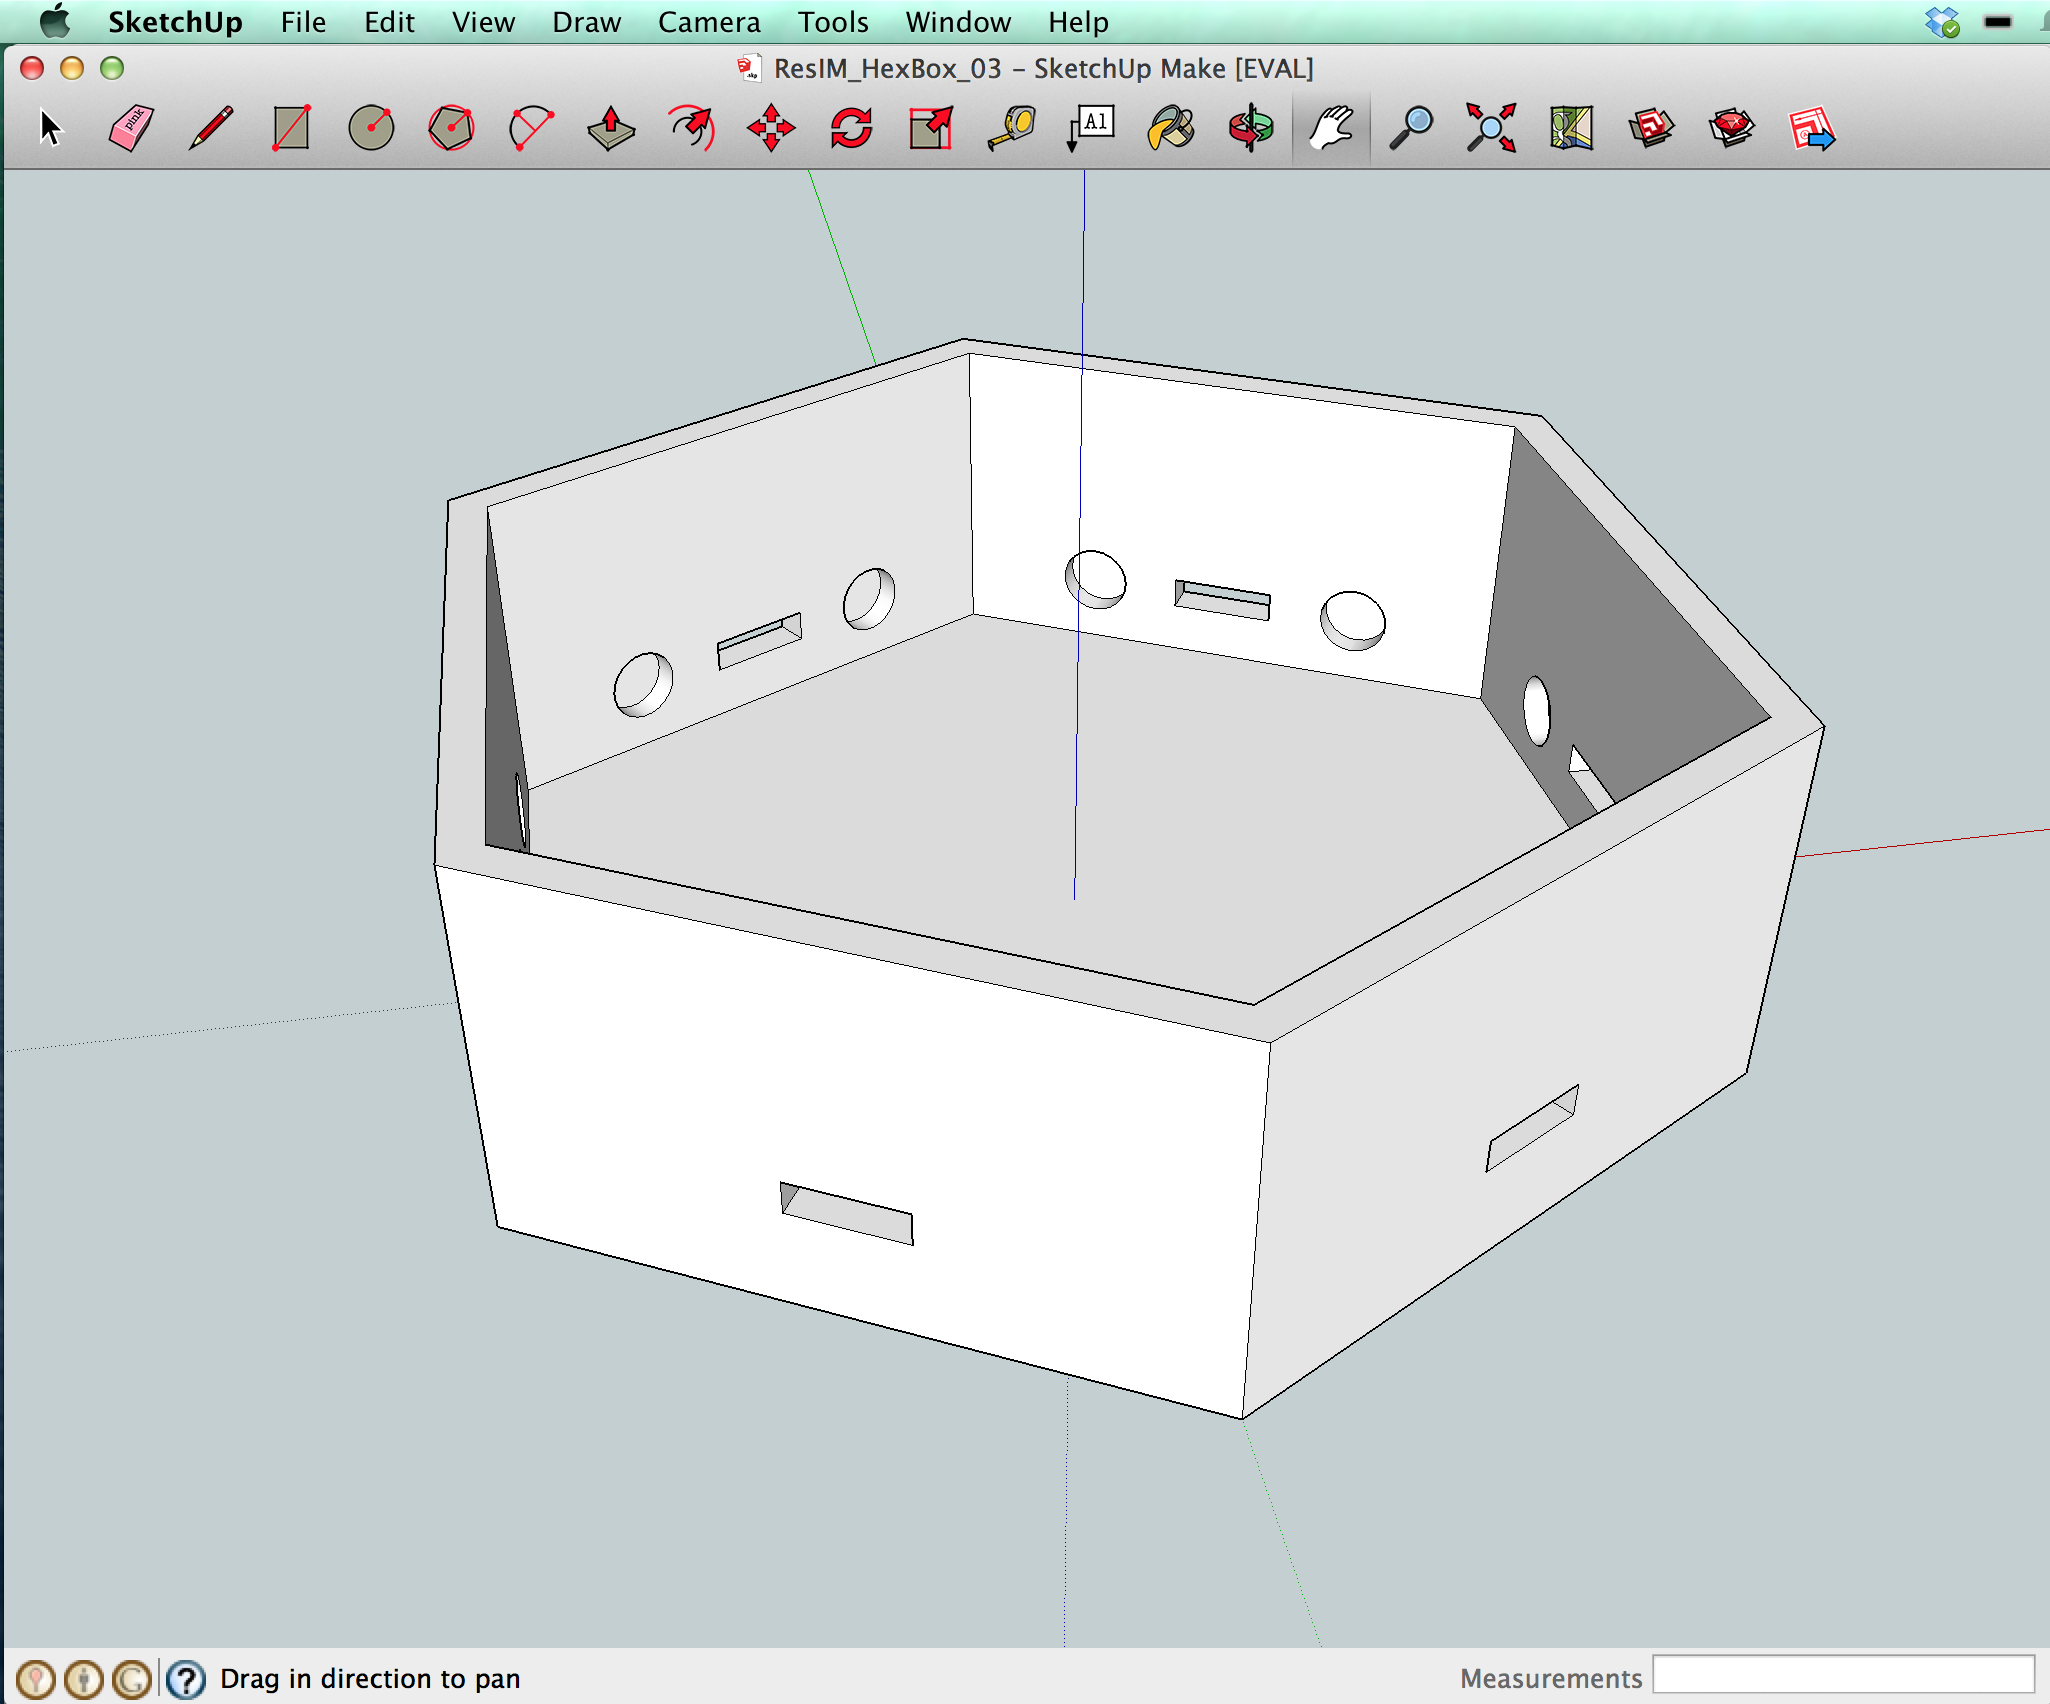 SketchUp File Edit View Draw Camera Tools Window Help
ResIM_HexBox_03 – SketchUp Make [EVAL]
pink
A1
Drag in direction to pan
Measurements